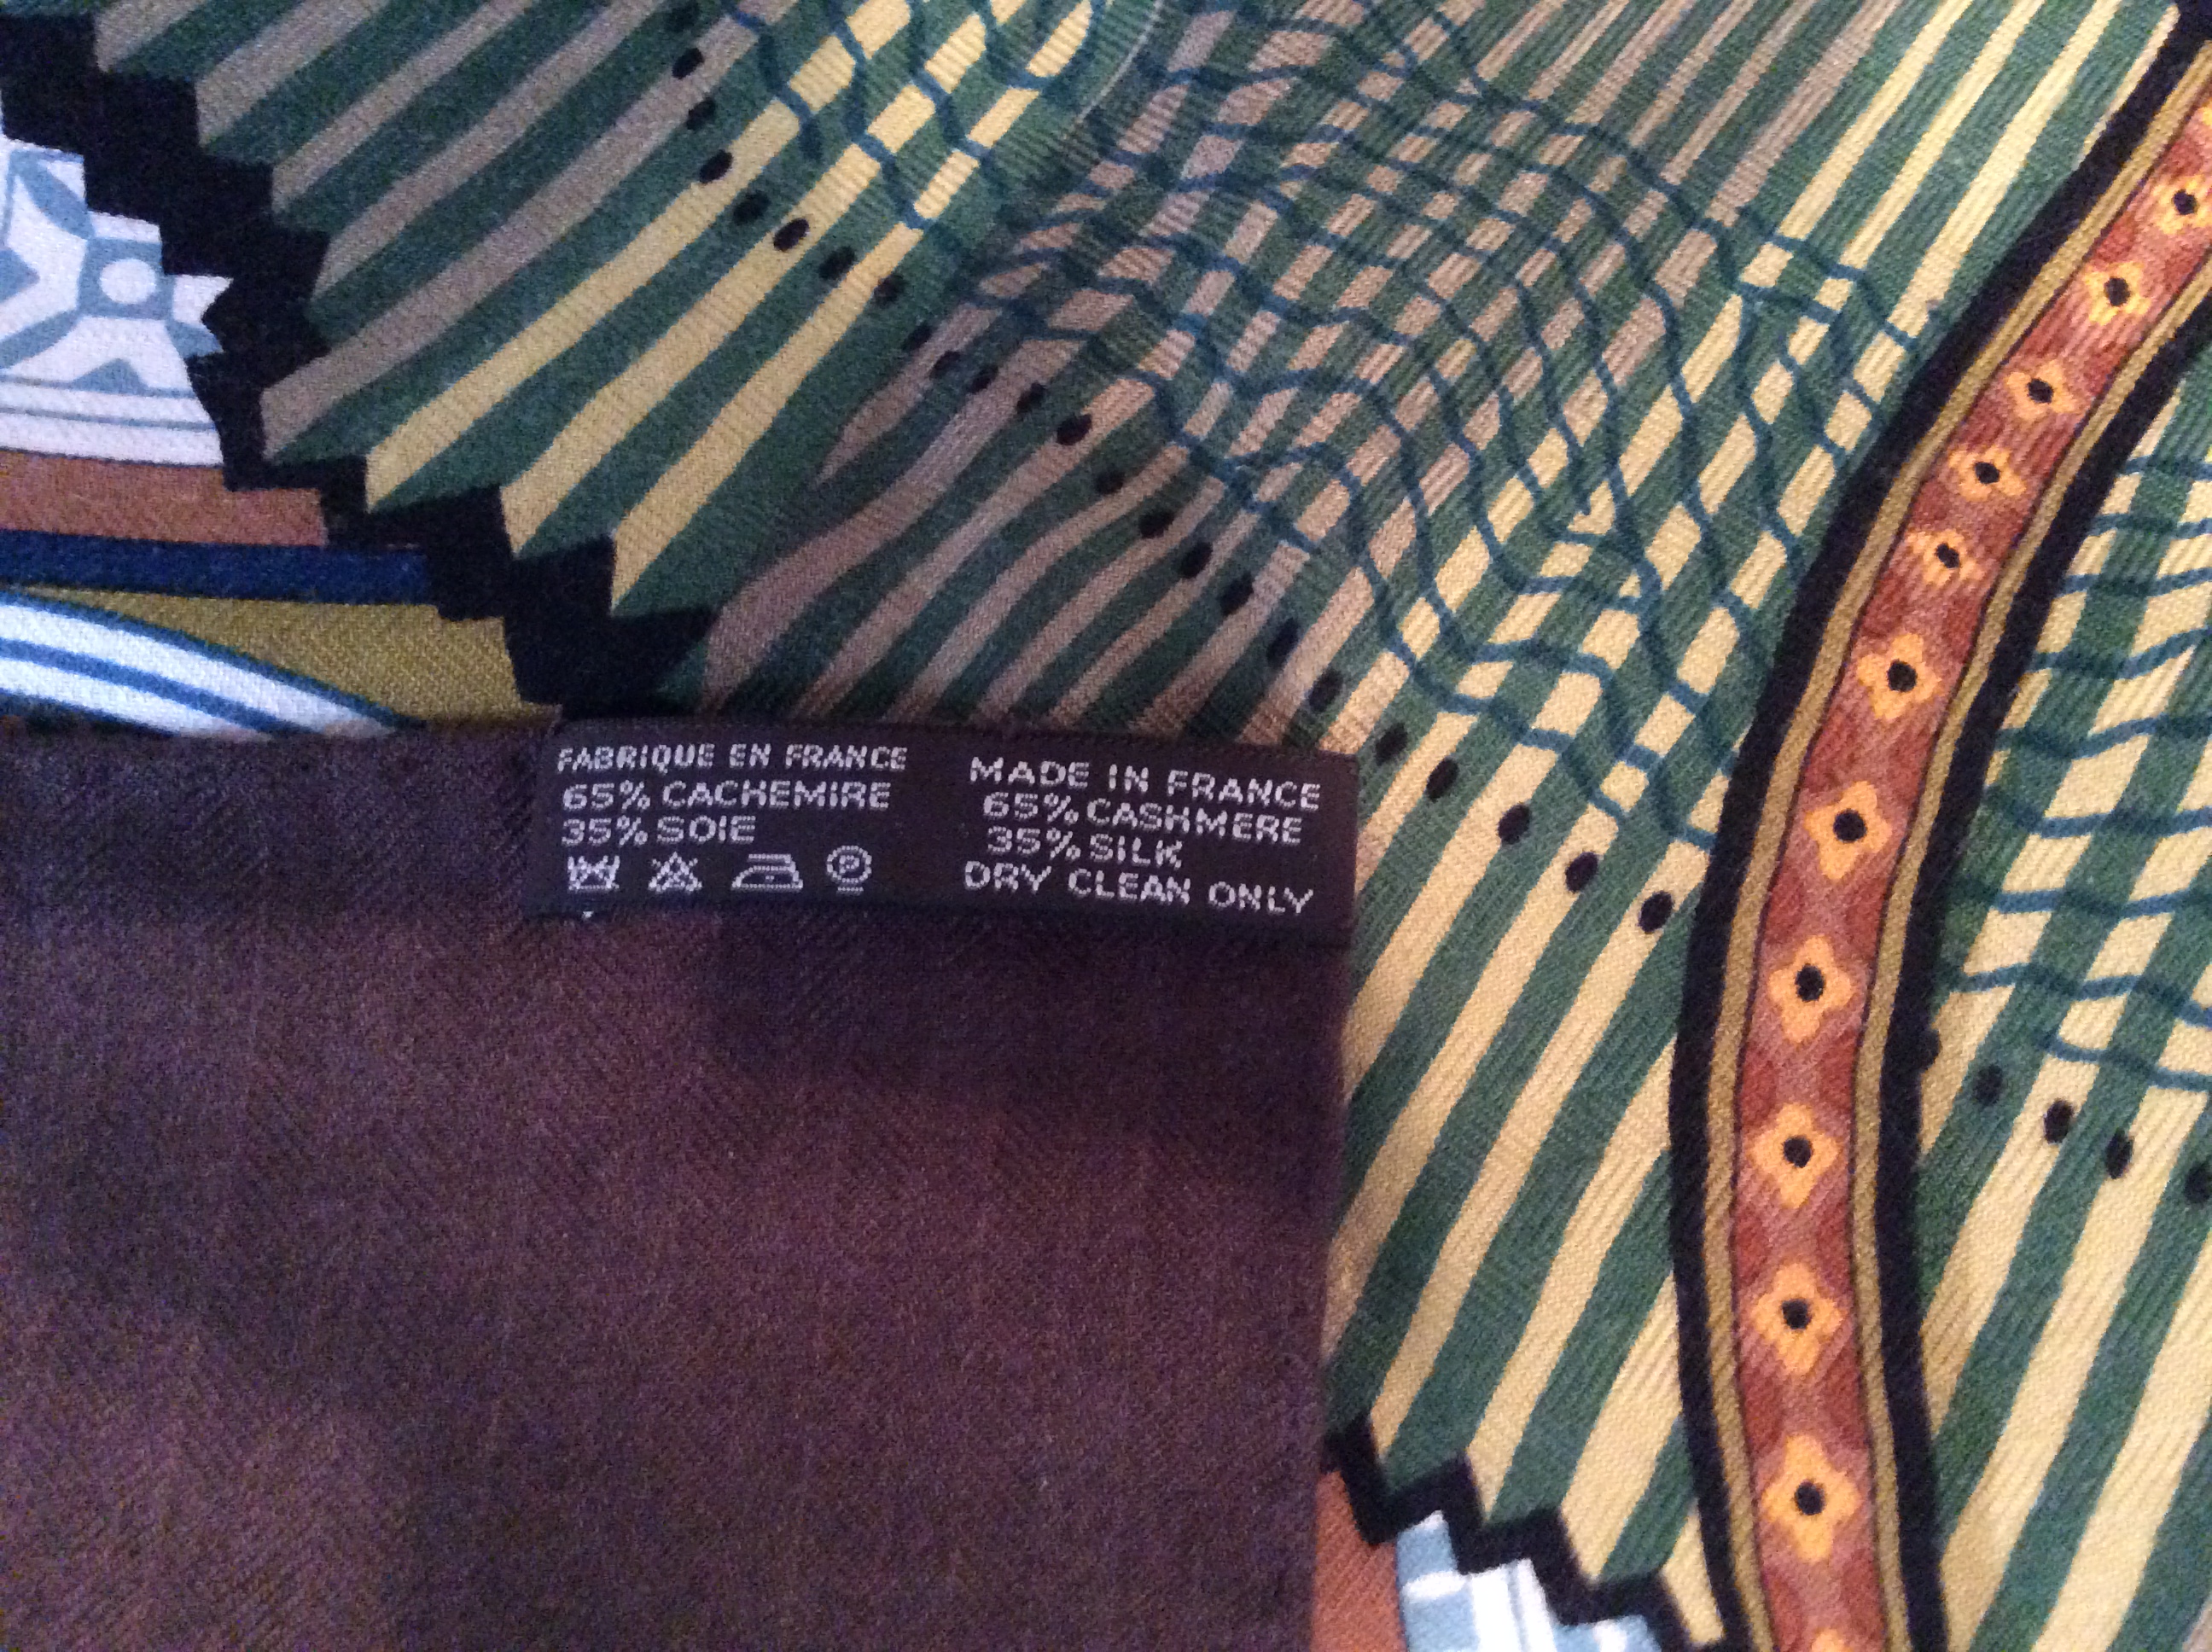 FABRIQUE EN FRANCE
65% CACHEMIRE
35% SOIE
MADE IN FRANCE
65% CASHMERE
35% SILK
DRY CLEAN ONLY